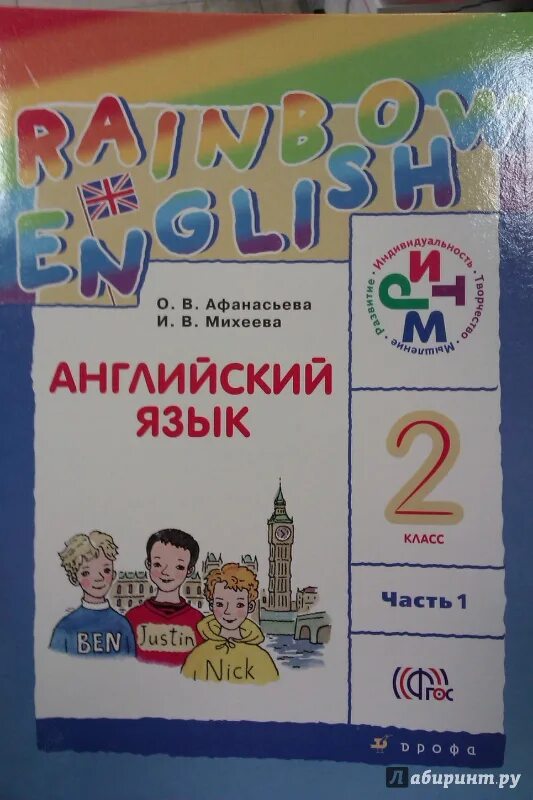 RAINBOW
ENGLISH
О. В. Афанасьева
И. В. Михеева
Развитие • Индивидуальность • Творчество • Мышление •
РИТМ
АНГЛИЙСКИЙ
ЯЗЫК
2
КЛАСС
Часть 1
BEN
Justin
Nick
ФГОС
дрофа
Лабиринт.ру